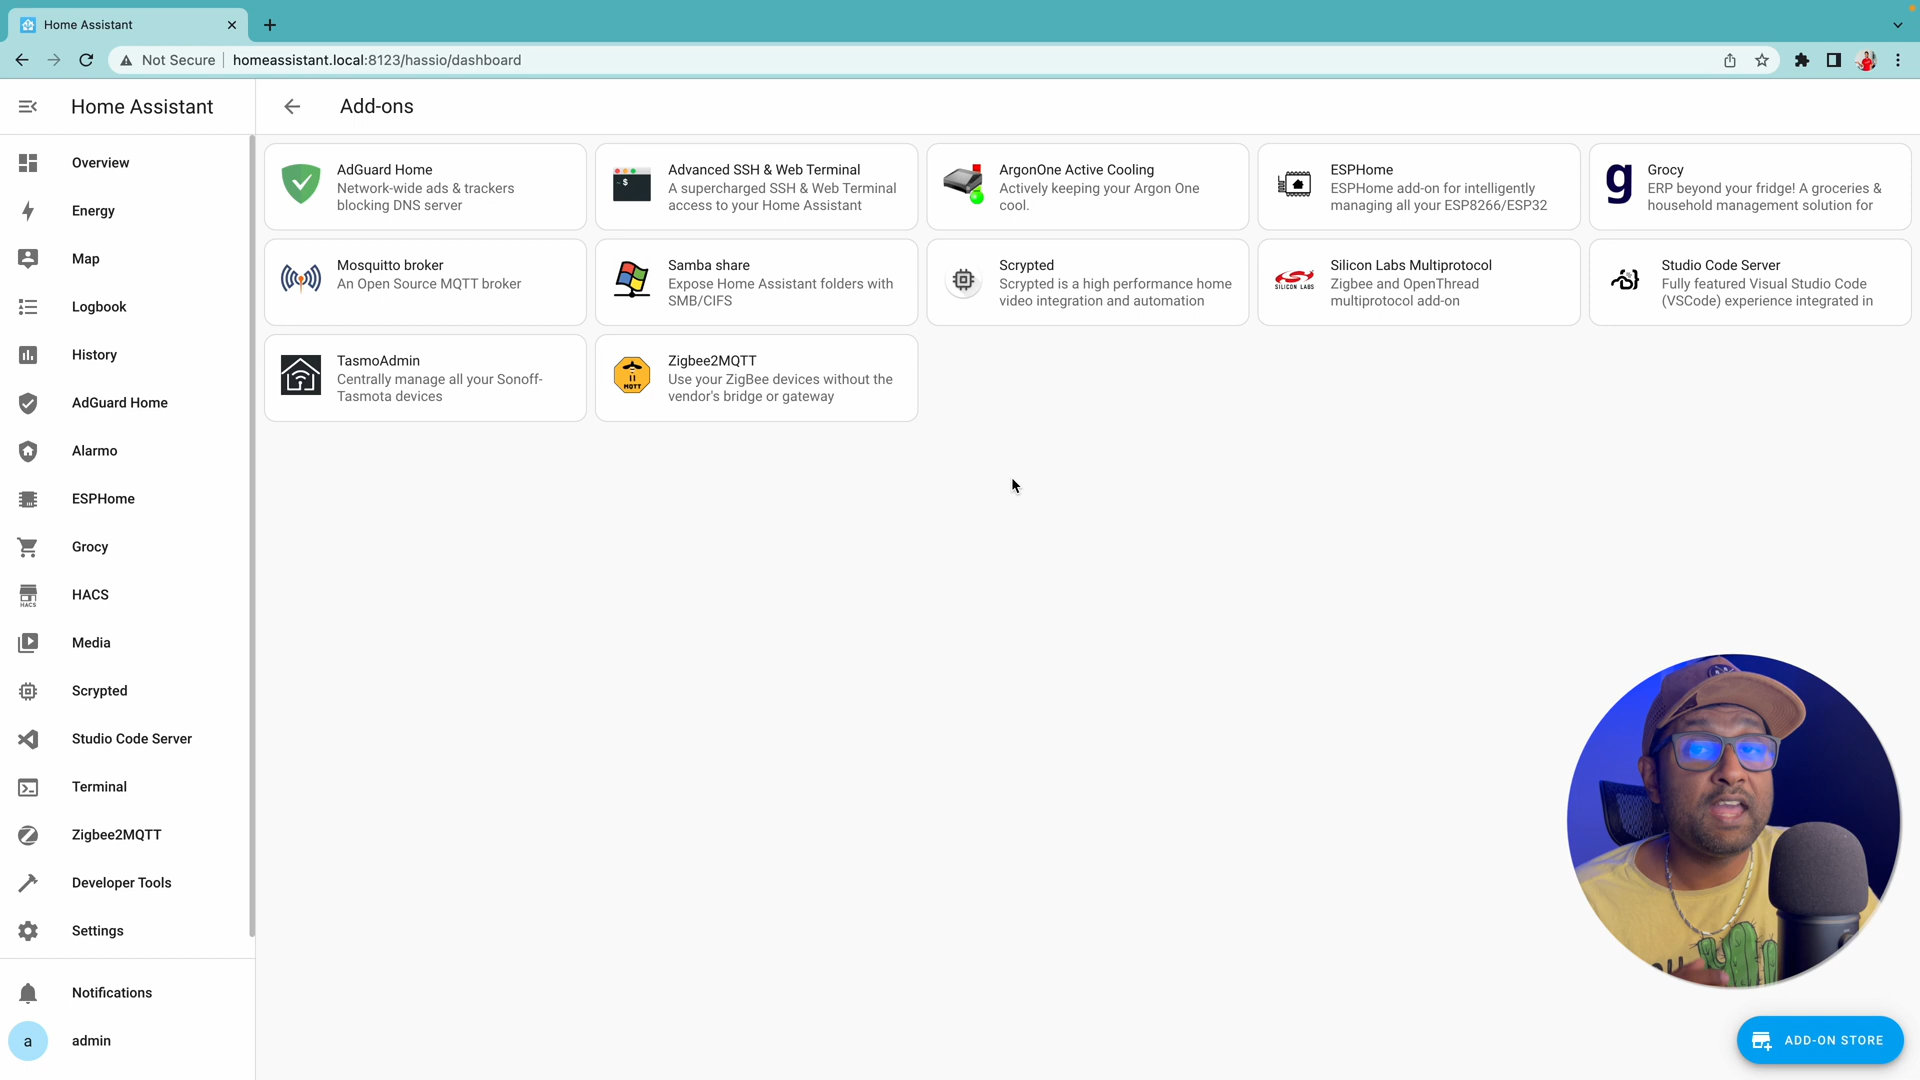 Home Assistant
Not Secure
homeassistant.local:8123/hassio/dashboard
Home Assistant
Add-ons
Overview
Energy
Map
Logbook
History
AdGuard Home
Alarmo
ESPHome
Grocy
HACS
HACS
Media
Scrypted
Studio Code Server
Terminal
Zigbee2MQTT
Developer Tools
Settings
Notifications
a
admin
AdGuard Home
Network-wide ads & trackers
blocking DNS server
$
Advanced SSH & Web Terminal
A supercharged SSH & Web Terminal
access to your Home Assistant
ArgonOne Active Cooling
Actively keeping your Argon One
cool.
ESPHome
ESPHome add-on for intelligently
managing all your ESP8266/ESP32
g
Grocy
ERP beyond your fridge! A groceries &
household management solution for
Mosquitto broker
An Open Source MQTT broker
Samba share
Expose Home Assistant folders with
SMB/CIFS
Scrypted
Scrypted is a high performance home
video integration and automation
SILICON LABS
Silicon Labs Multiprotocol
Zigbee and OpenThread
multiprotocol add-on
Studio Code Server
Fully featured Visual Studio Code
(VSCode) experience integrated in
TasmoAdmin
Centrally manage all your Sonoff-
Tasmota devices
MQTT
Zigbee2MQTT
Use your ZigBee devices without the
vendor's bridge or gateway
ADD-ON STORE